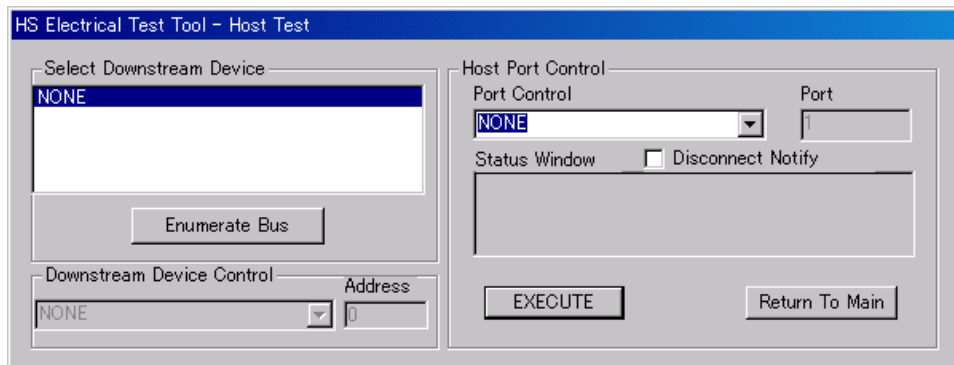 HS Electrical Test Tool - Host Test
Select Downstream Device
NONE
Enumerate Bus
Downstream Device Control
Address
NONE
0
Host Port Control
Port Control
Port
NONE
1
Status Window
Disconnect Notify
EXECUTE
Return To Main